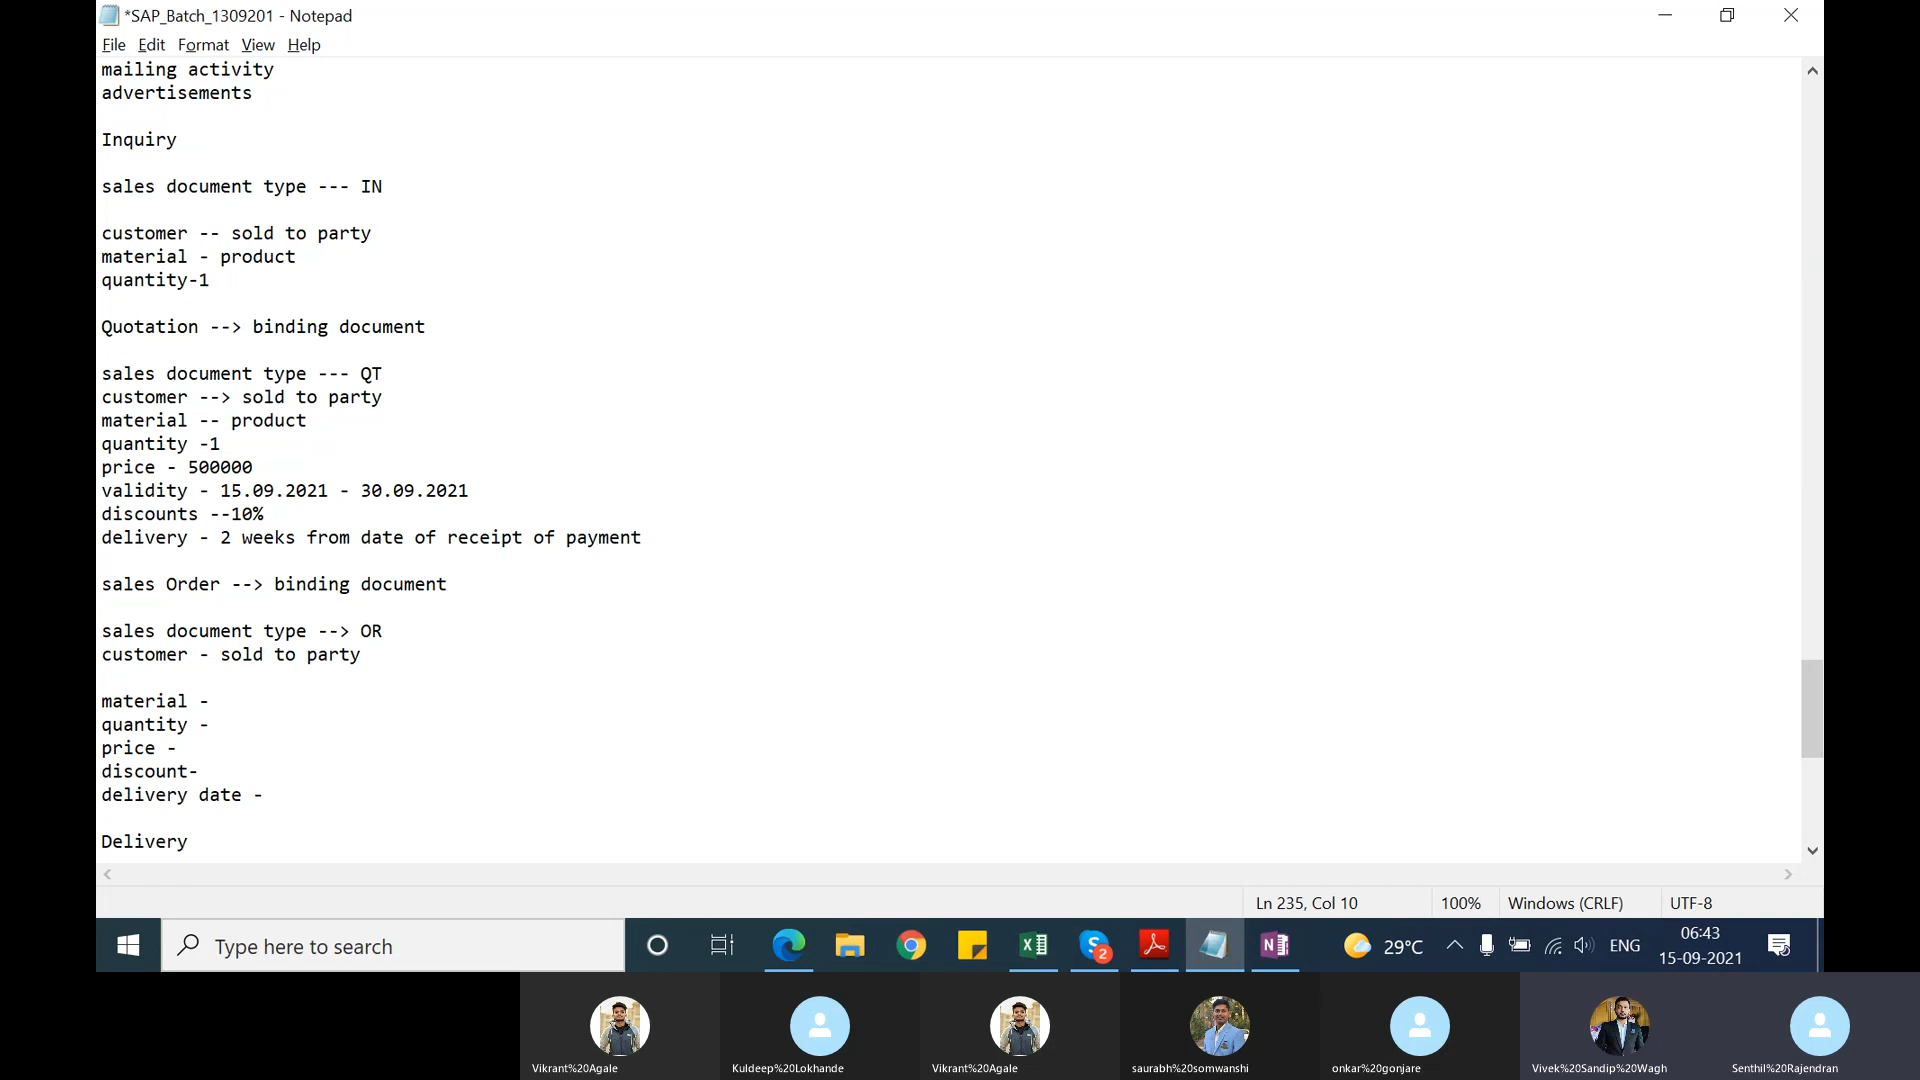 *SAP_Batch_1309201 - Notepad
File Edit Format View Help
mailing activity
advertisements
Inquiry
sales document type --- IN
customer -- sold to party
material - product
quantity-1
Quotation --> binding document
sales document type --- QT
customer --> sold to party
material -- product
quantity -1
price - 500000
validity - 15.09.2021 - 30.09.2021
discounts --10%
delivery - 2 weeks from date of receipt of payment
sales Order --> binding document
sales document type --> OR
customer - sold to party
material -
quantity -
price -
discount-
delivery date -
Delivery
Ln 235, Col 10 100% Windows (CRLF) UTF-8
Type here to search 2 29°C ENG 06:43
15-09-2021
Vikrant%20Agale Kuldeep%20Lokhande Vikrant%20Agale saurabh%20somwanshi onkar%20gonjare Vivek%20Sandip%20Wagh Senthil%20Rajendran